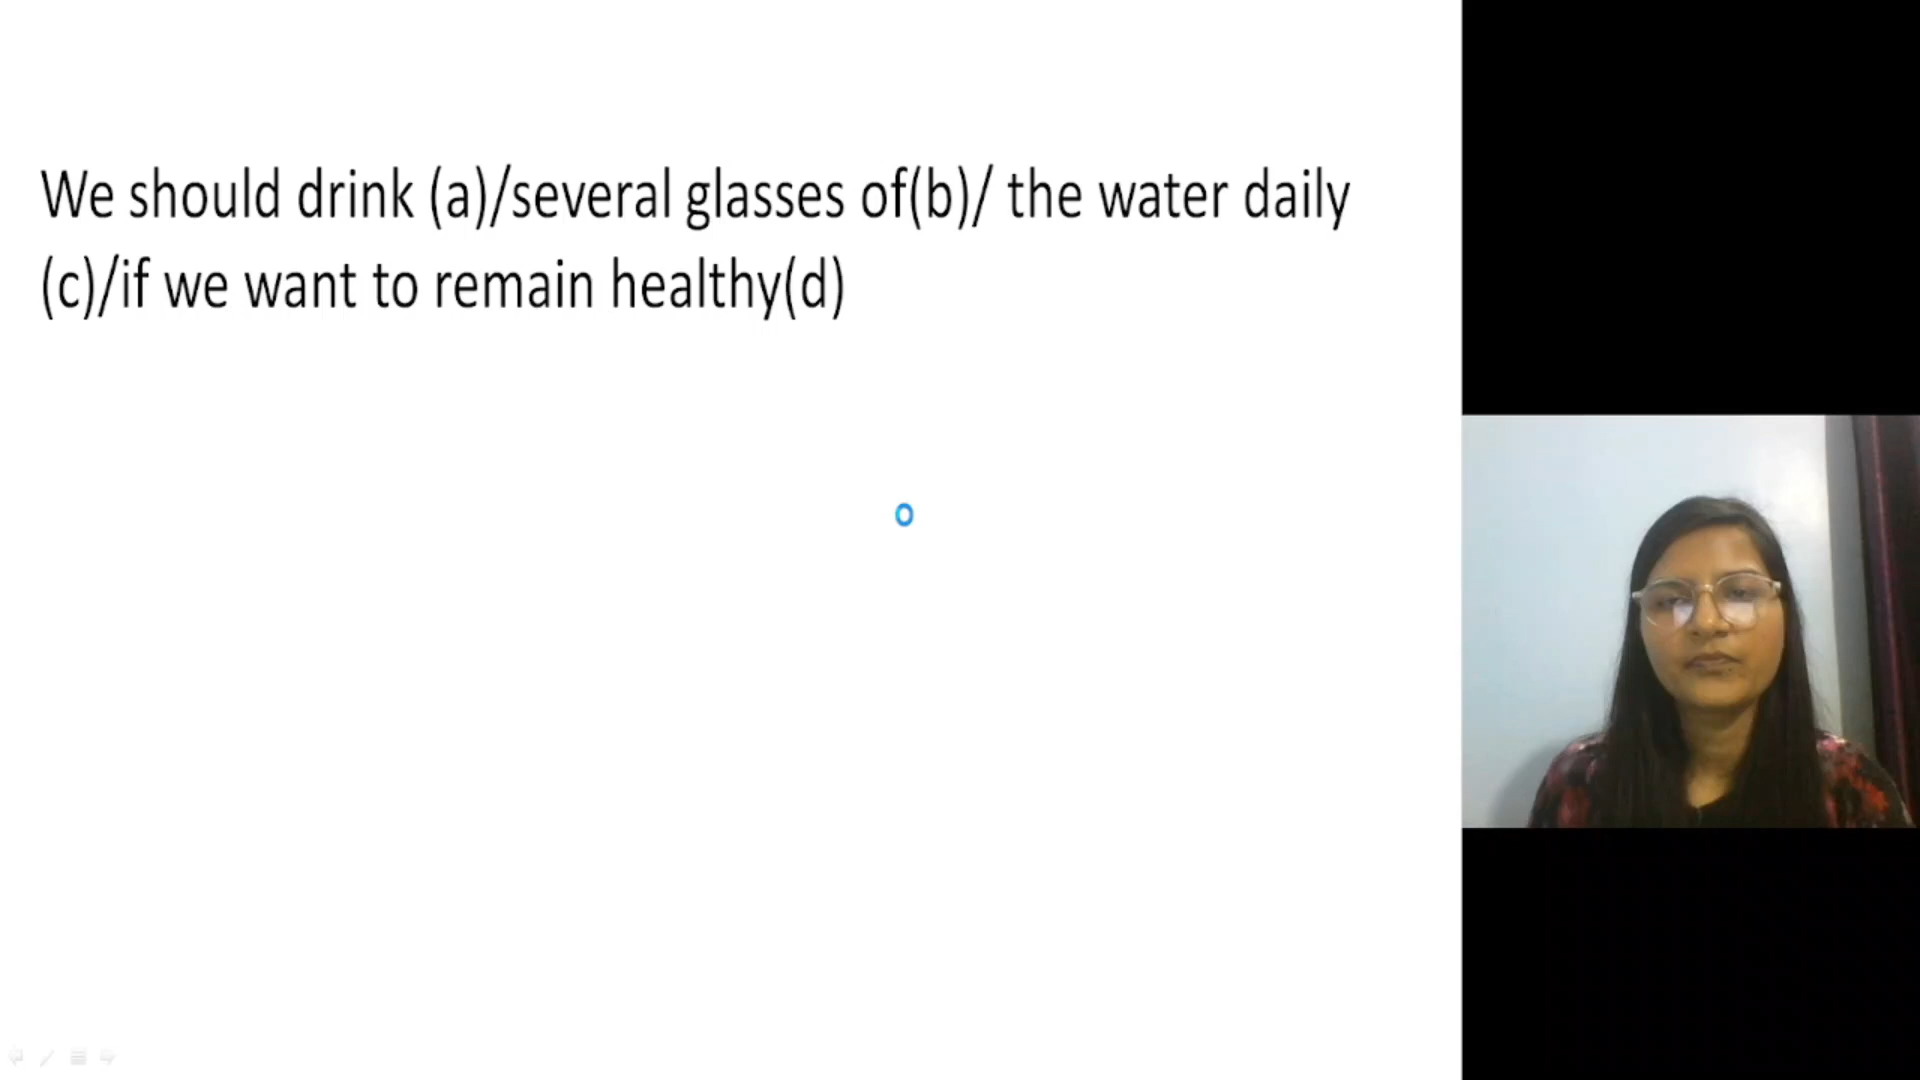 We should drink (a)/several glasses of(b)/ the water daily
(c)/if we want to remain healthy(d)